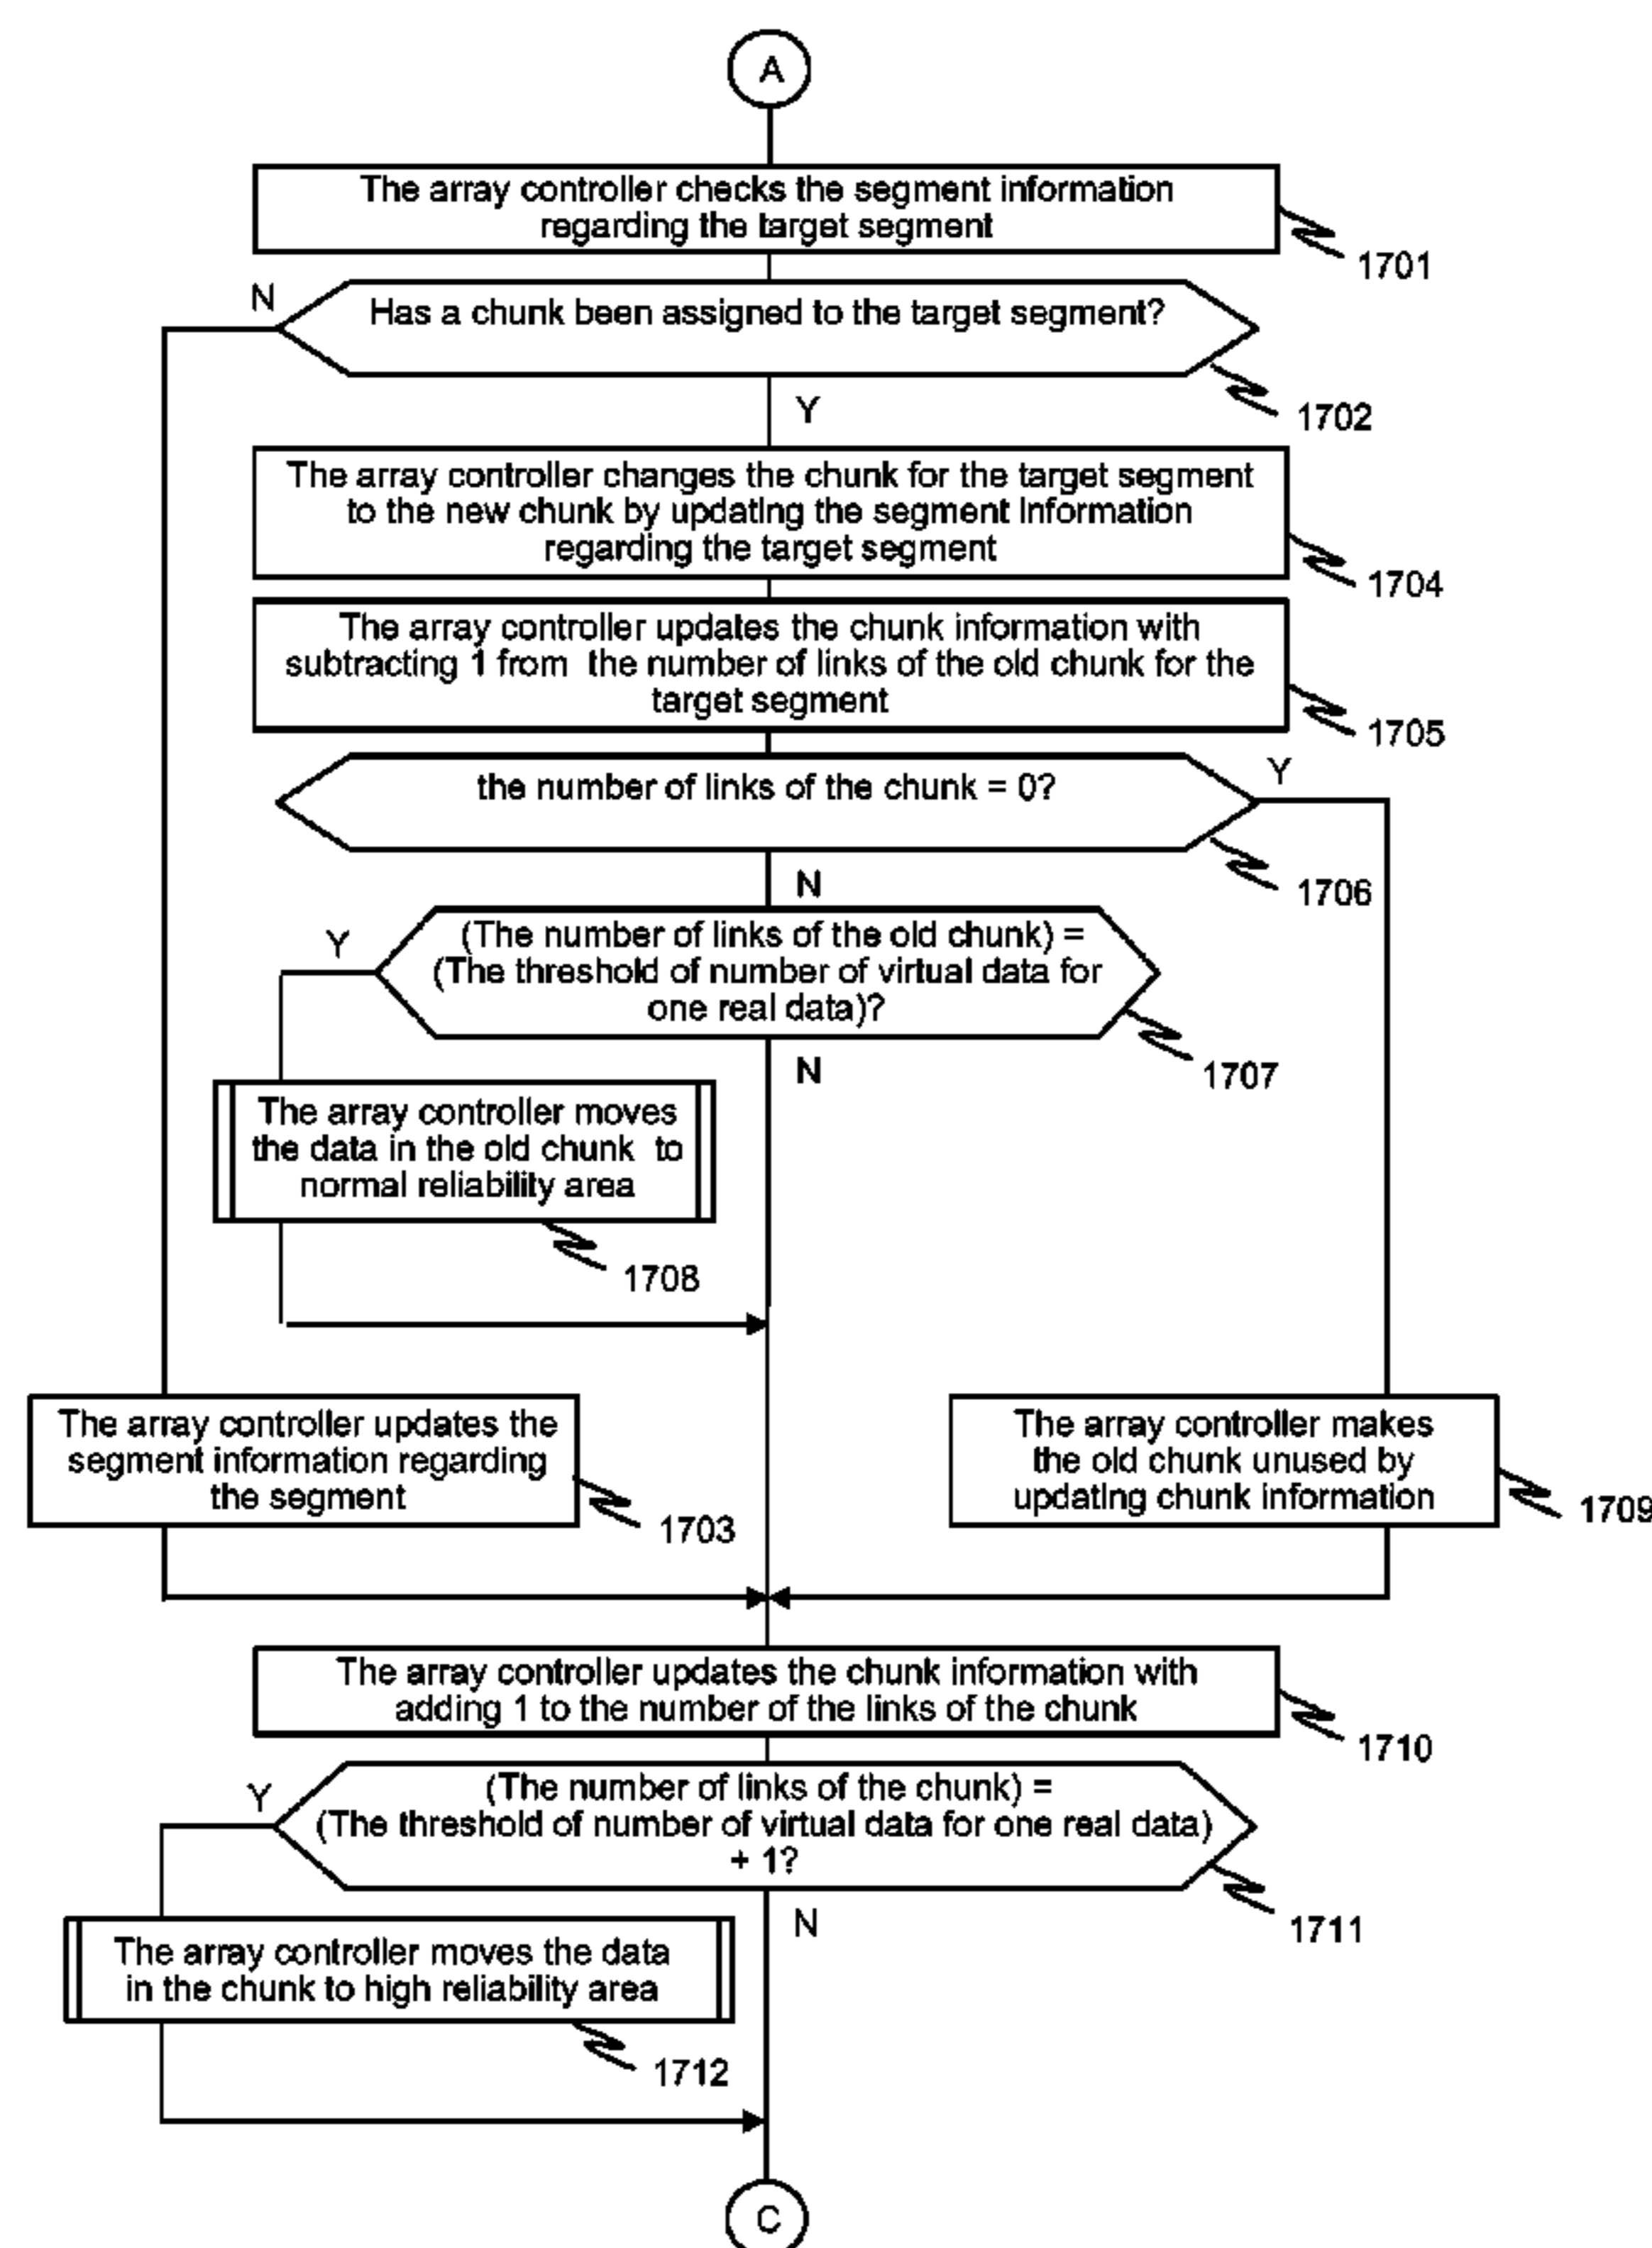 A
The array controller checks the segment information
regarding the target segment
1701
N
Has a chunk been assigned to the target segment?
1702
Y
The array controller changes the chunk for the target segment
to the new chunk by updating the segment information
regarding the target segment
1704
The array controller updates the chunk information with
subtracting 1 from the number of links of the old chunk for the
target segment
1705
the number of links of the chunk = 0?
Y
1706
N
Y
(The number of links of the old chunk) =
(The threshold of number of virtual data for
one real data)?
1707
N
The array controller moves
the data in the old chunk to
normal reliability area
1708
The array controller updates the
segment information regarding
the segment
1703
The array controller makes
the old chunk unused by
updating chunk information
1709
The array controller updates the chunk information with
adding 1 to the number of the links of the chunk
1710
Y
(The number of links of the chunk) =
(The threshold of number of virtual data for one real data)
+ 1?
1711
N
The array controller moves the data
in the chunk to high reliability area
1712
C